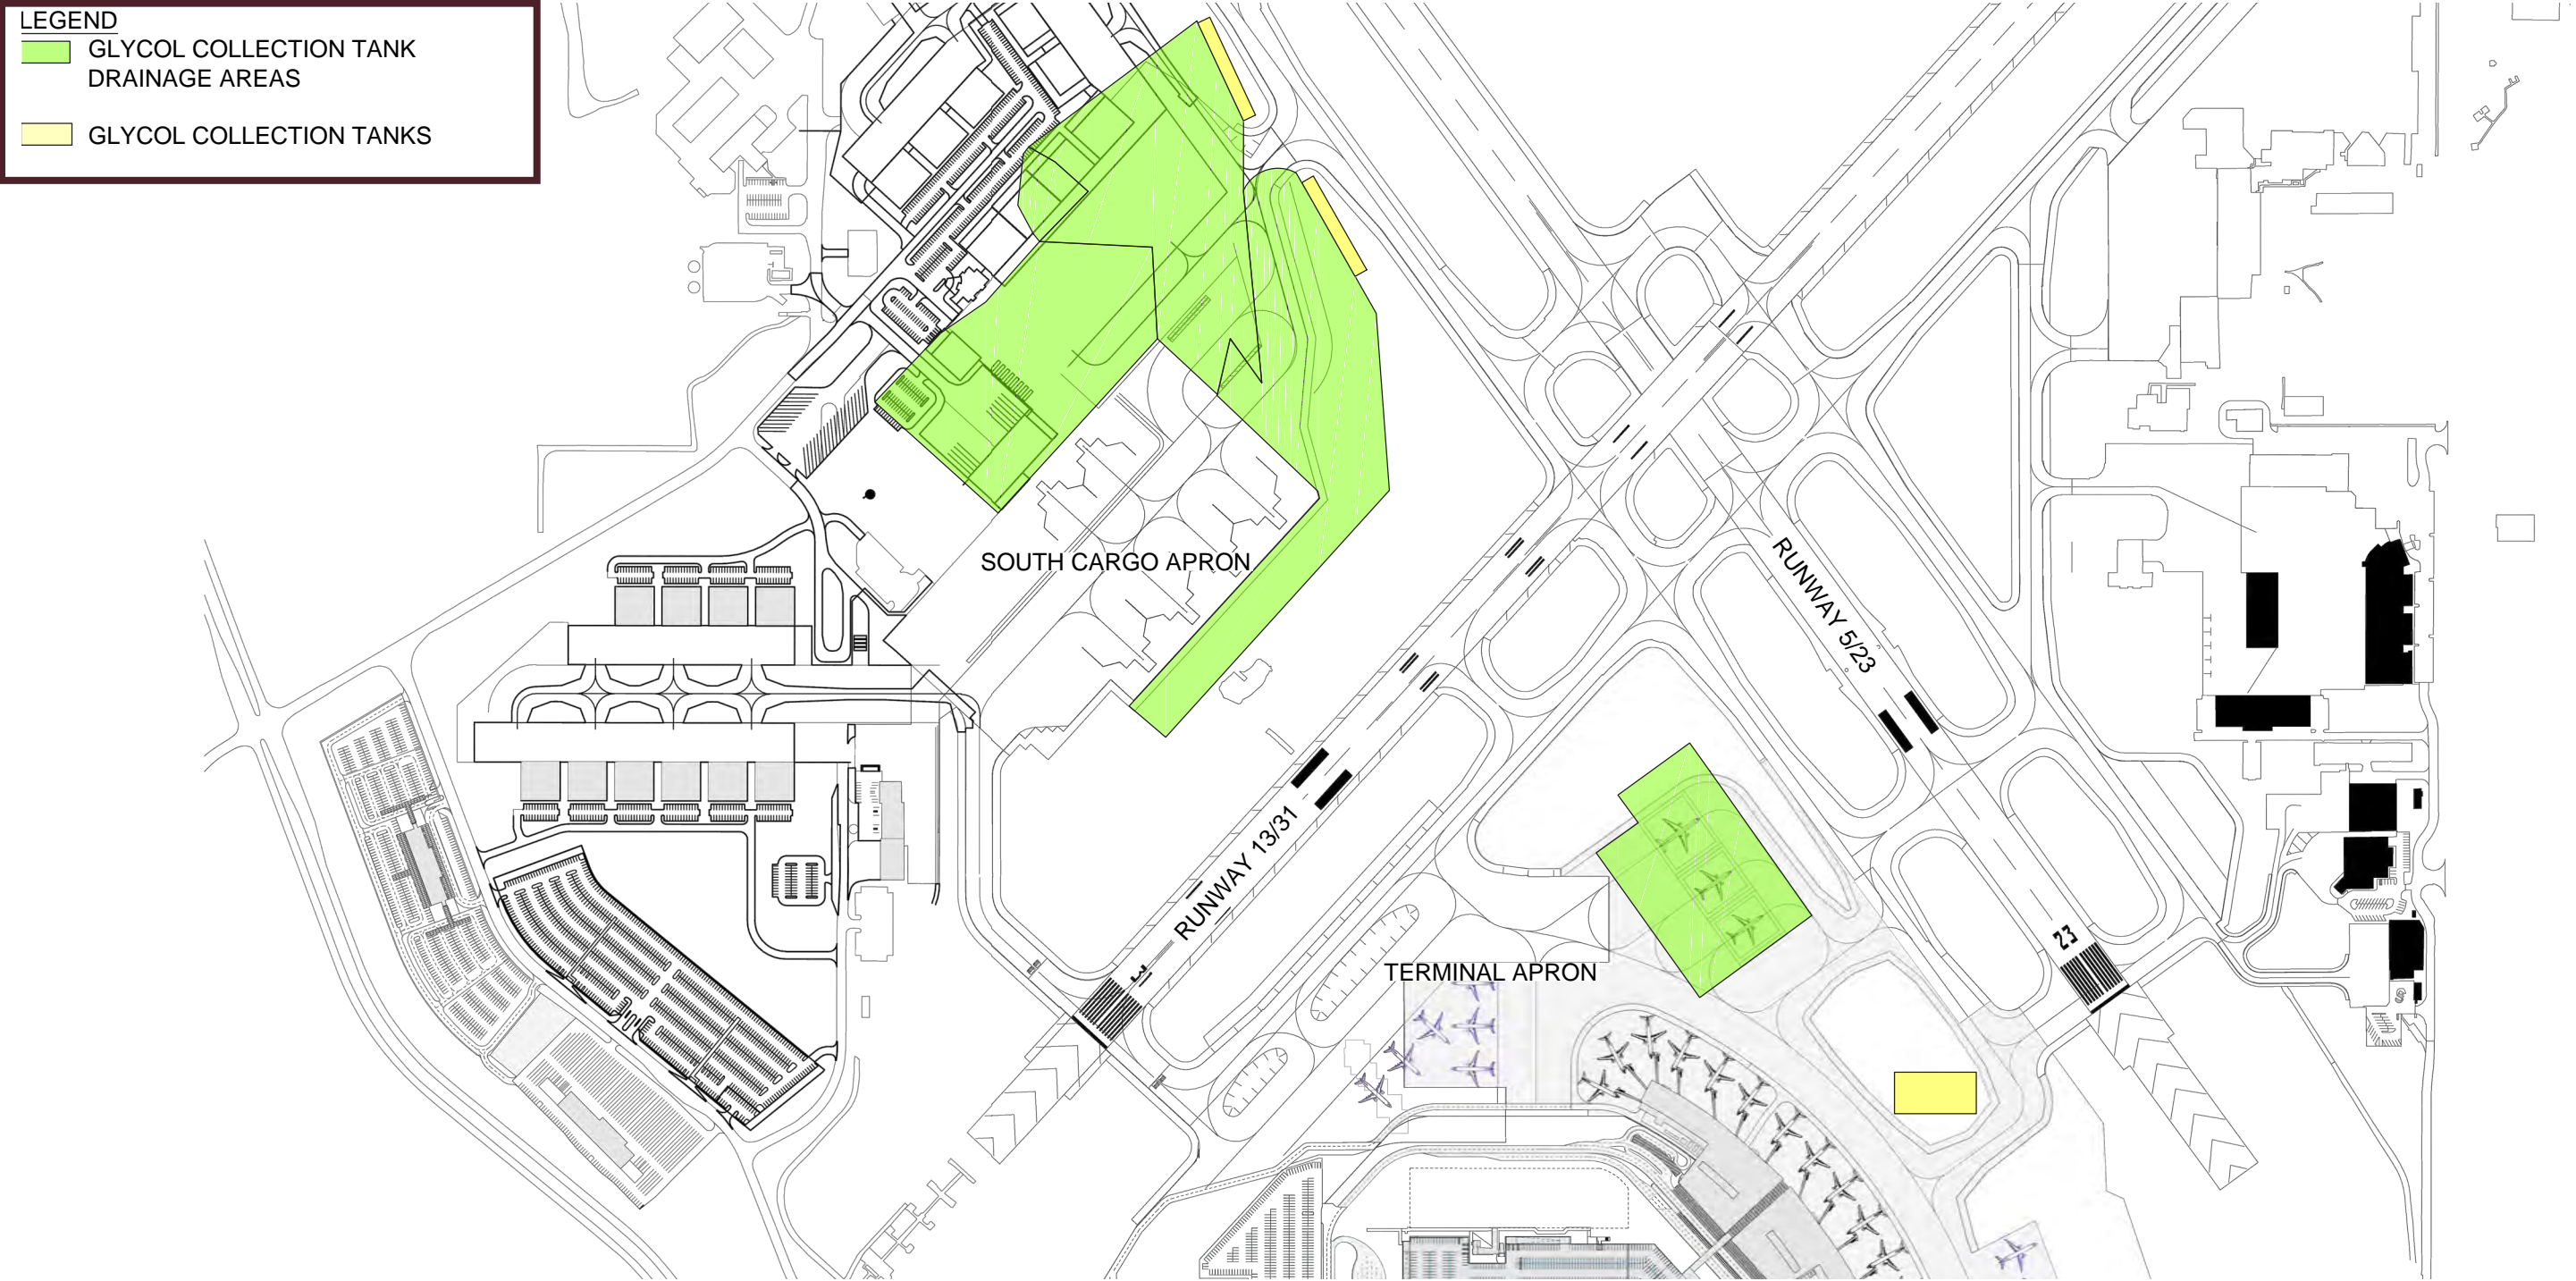 LEGEND
GLYCOL COLLECTION TANK
DRAINAGE AREAS
GLYCOL COLLECTION TANKS
SOUTH CARGO APRON
RUNWAY 5/23
RUNWAY 13/31
23
TERMINAL APRON